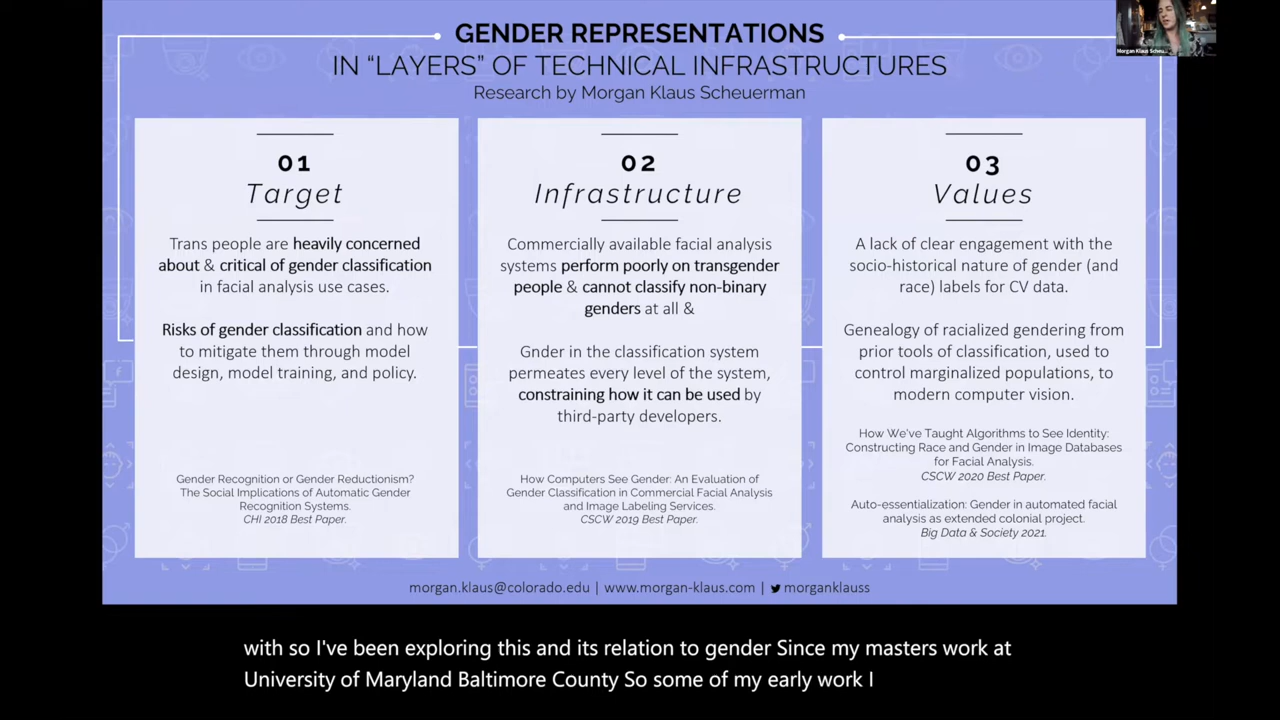 GENDER REPRESENTATIONS
IN “LAYERS” OF TECHNICAL INFRASTRUCTURES
Research by Morgan Klaus Scheuerman
Morgan Klaus Scheu...
01
Target
Trans people are heavily concerned
about & critical of gender classification
in facial analysis use cases.
Risks of gender classification and how
to mitigate them through model
design, model training, and policy.
Gender Recognition or Gender Reductionism?
The Social Implications of Automatic Gender
Recognition Systems.
CHI 2018 Best Paper.
02
Infrastructure
Commercially available facial analysis
systems perform poorly on transgender
people & cannot classify non-binary
genders at all &
Gnder in the classification system
permeates every level of the system,
constraining how it can be used by
third-party developers.
How Computers See Gender: An Evaluation of
Gender Classification in Commercial Facial Analysis
and Image Labeling Services.
CSCW 2019 Best Paper.
03
Values
A lack of clear engagement with the
socio-historical nature of gender (and
race) labels for CV data.
Genealogy of racialized gendering from
prior tools of classification, used to
control marginalized populations, to
modern computer vision.
How We've Taught Algorithms to See Identity:
Constructing Race and Gender in Image Databases
for Facial Analysis.
CSCW 2020 Best Paper.
Auto-essentialization: Gender in automated facial
analysis as extended colonial project.
Big Data & Society 2021.
morgan.klaus@colorado.edu | www.morgan-klaus.com | morganklauss
with so I've been exploring this and its relation to gender Since my masters work at
University of Maryland Baltimore County So some of my early work I